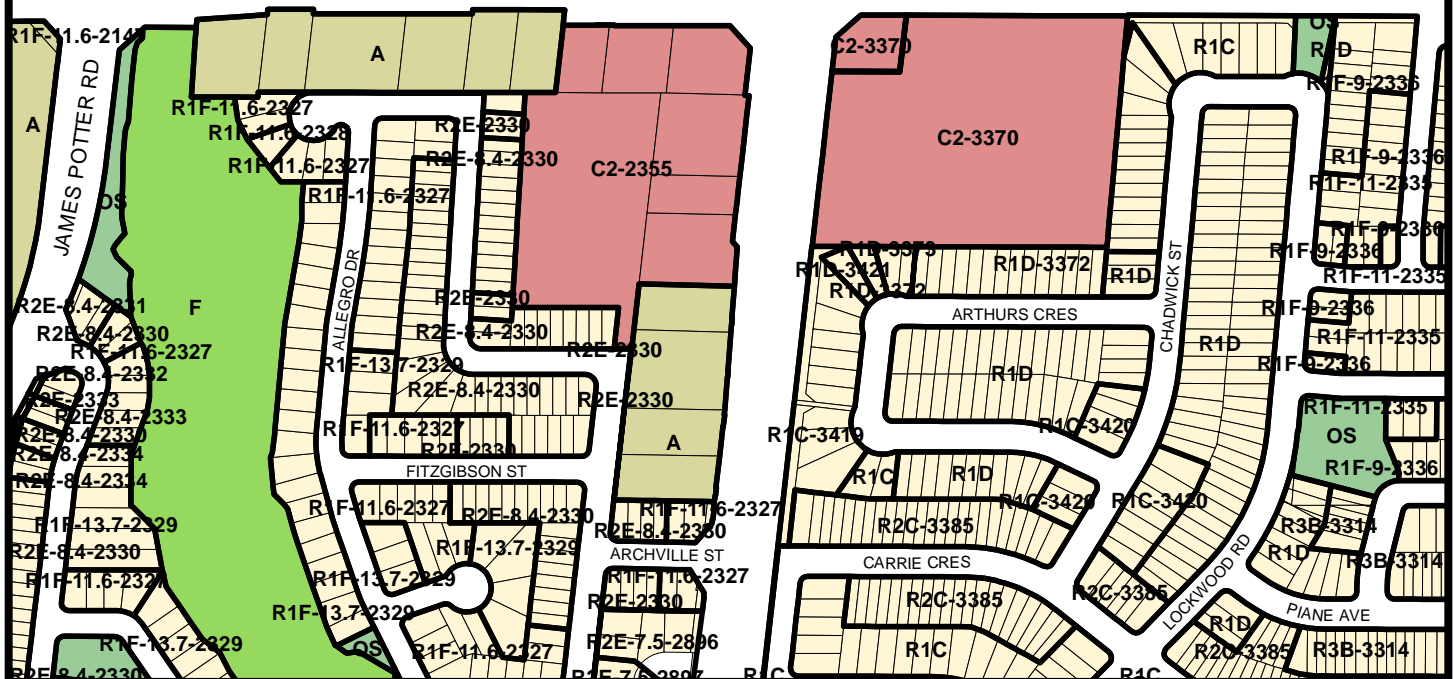 R1F-11.6-2147
JAMES POTTER RD
A
OS
F
A
R1F-11.6-2327
R1F-11.6-2328
R1F-11.6-2327
R1F-11.6-2327
R2E-2330
R2E-8.4-2330
C2-2355
ALLEGRO DR
R2E-2330
R2E-8.4-2330
R2E-2330
R1F-13.7-2329
R2E-8.4-2330
R2E-2330
R1F-11.6-2327
R2E-2330
A
FITZGIBSON ST
R1F-11.6-2327
R2E-8.4-2330
R1F-11.6-2327
R2E-8.4-2330
R1F-13.7-2329
ARCHVILLE ST
R1F-13.7-2329
R1F-11.6-2327
R2E-2330
R1F-13.7-2329
R2E-7.5-2896
OS
R1F-11.6-2327
R1F-7.5-2897
R2E-8.4-2331
R2E-8.4-2330
R1F-11.6-2327
R2E-8.4-2332
R2E-2333
R2E-8.4-2333
R2E-8.4-2330
R2E-8.4-2334
R2E-8.4-2334
R1F-13.7-2329
R2E-8.4-2330
R1F-11.6-2327
R1F-13.7-2329
R2E-8.4-2330
C2-3370
C2-3370
R1C
OS
R1D
R1F-9-2336
R1F-9-2336
R1F-11-2335
R1F-9-2336
R1F-9-2336
R1F-11-2335
R1D-3373
R1D-3421
R1D-3372
R1D-3372
R1D
CHADWICK ST
ARTHURS CRES
R1F-9-2336
R1F-11-2335
R1D
R1F-9-2336
R1D
R1F-11-2335
OS
R1C-3420
R1C-3419
R1F-9-2336
R1C
R1D
R1C-3420
R1C-3420
R2C-3385
R3B-3314
R1D
R3B-3314
CARRIE CRES
LOCKWOOD RD
R2C-3385
R2C-3385
PIANE AVE
R1D
R1C
R2C-3385
R3B-3314
R1C
R1C